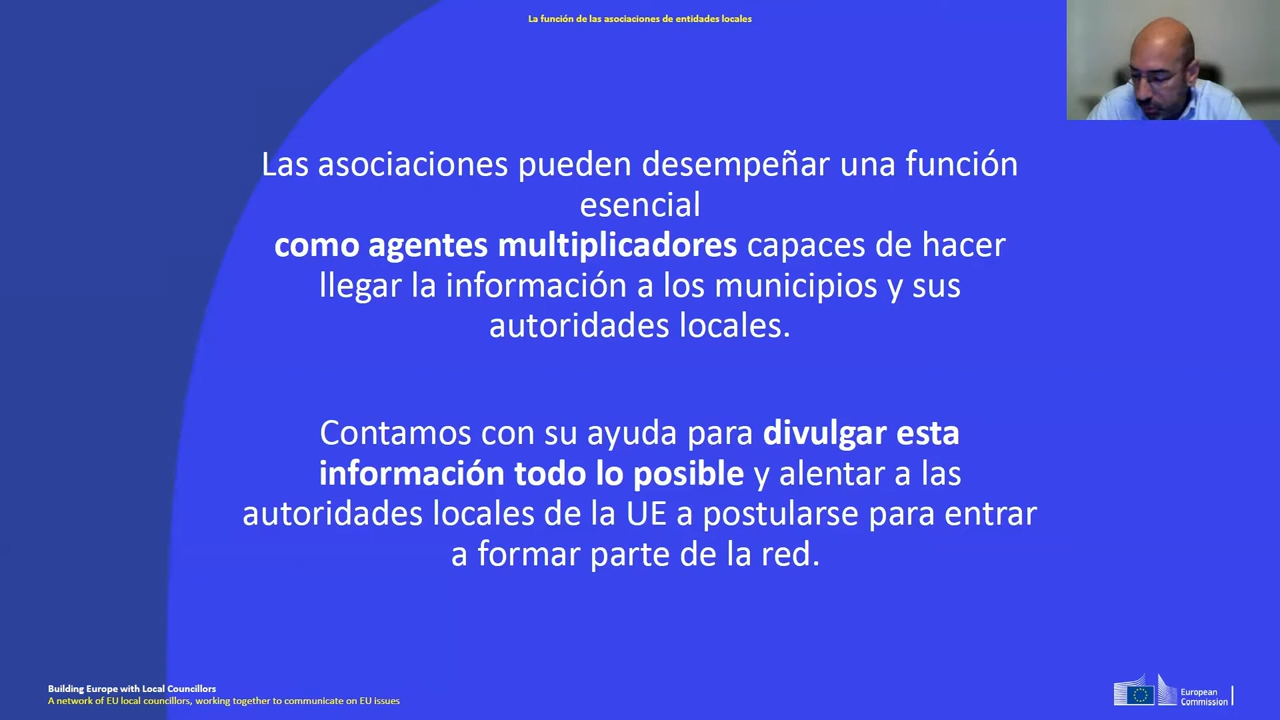 La función de las asociaciones de entidades locales
Las asociaciones pueden desempeñar una función
esencial
como agentes multiplicadores capaces de hacer
llegar la información a los municipios y sus
autoridades locales.
Contamos con su ayuda para divulgar esta
información todo lo posible y alentar a las
autoridades locales de la UE a postularse para entrar
a formar parte de la red.
Building Europe with Local Councillors
A network of EU local councillors, working together to communicate on EU issues
European
Commission